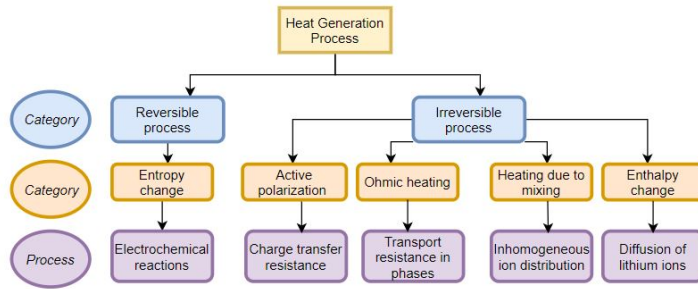 Heat Generation
Process
Category
Reversible
process
Irreversible
process
Category
Entropy
change
Active
polarization
Ohmic heating
Heating due to
mixing
Enthalpy
change
Process
Electrochemical
reactions
Charge transfer
resistance
Transport
resistance in
phases
Inhomogeneous
ion distribution
Diffusion of
lithium ions